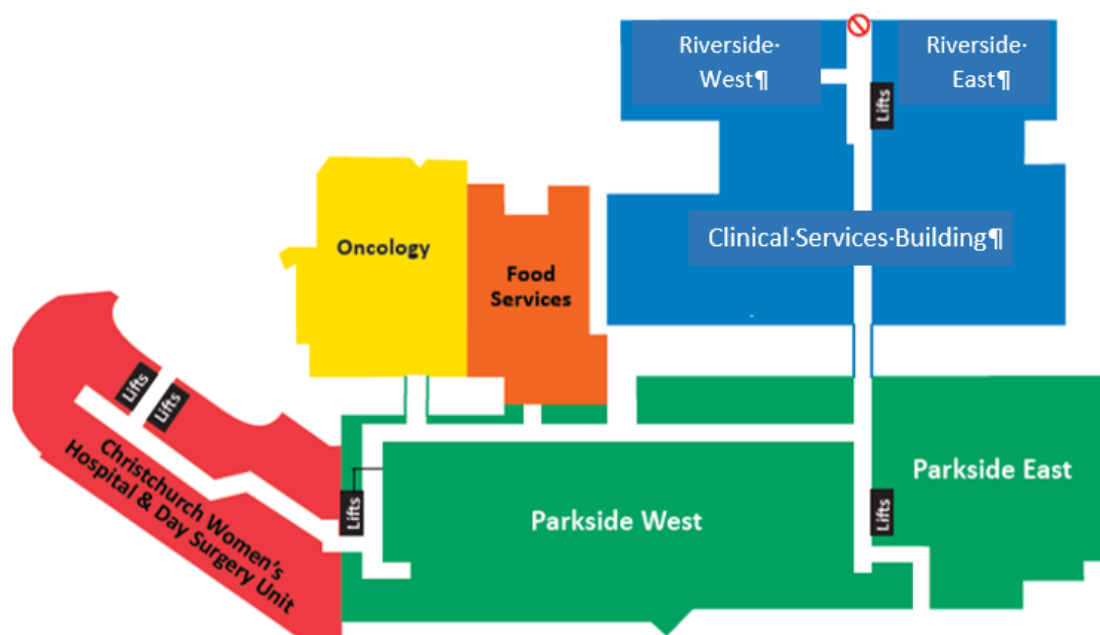 Riverside·
West¶
Riverside·
East¶
Lifts
Clinical·Services·Building¶
Oncology
Food
Services
Lifts
Lifts
Christchurch Women's
Hospital & Day Surgery Unit
Lifts
Parkside West
Lifts
Parkside East